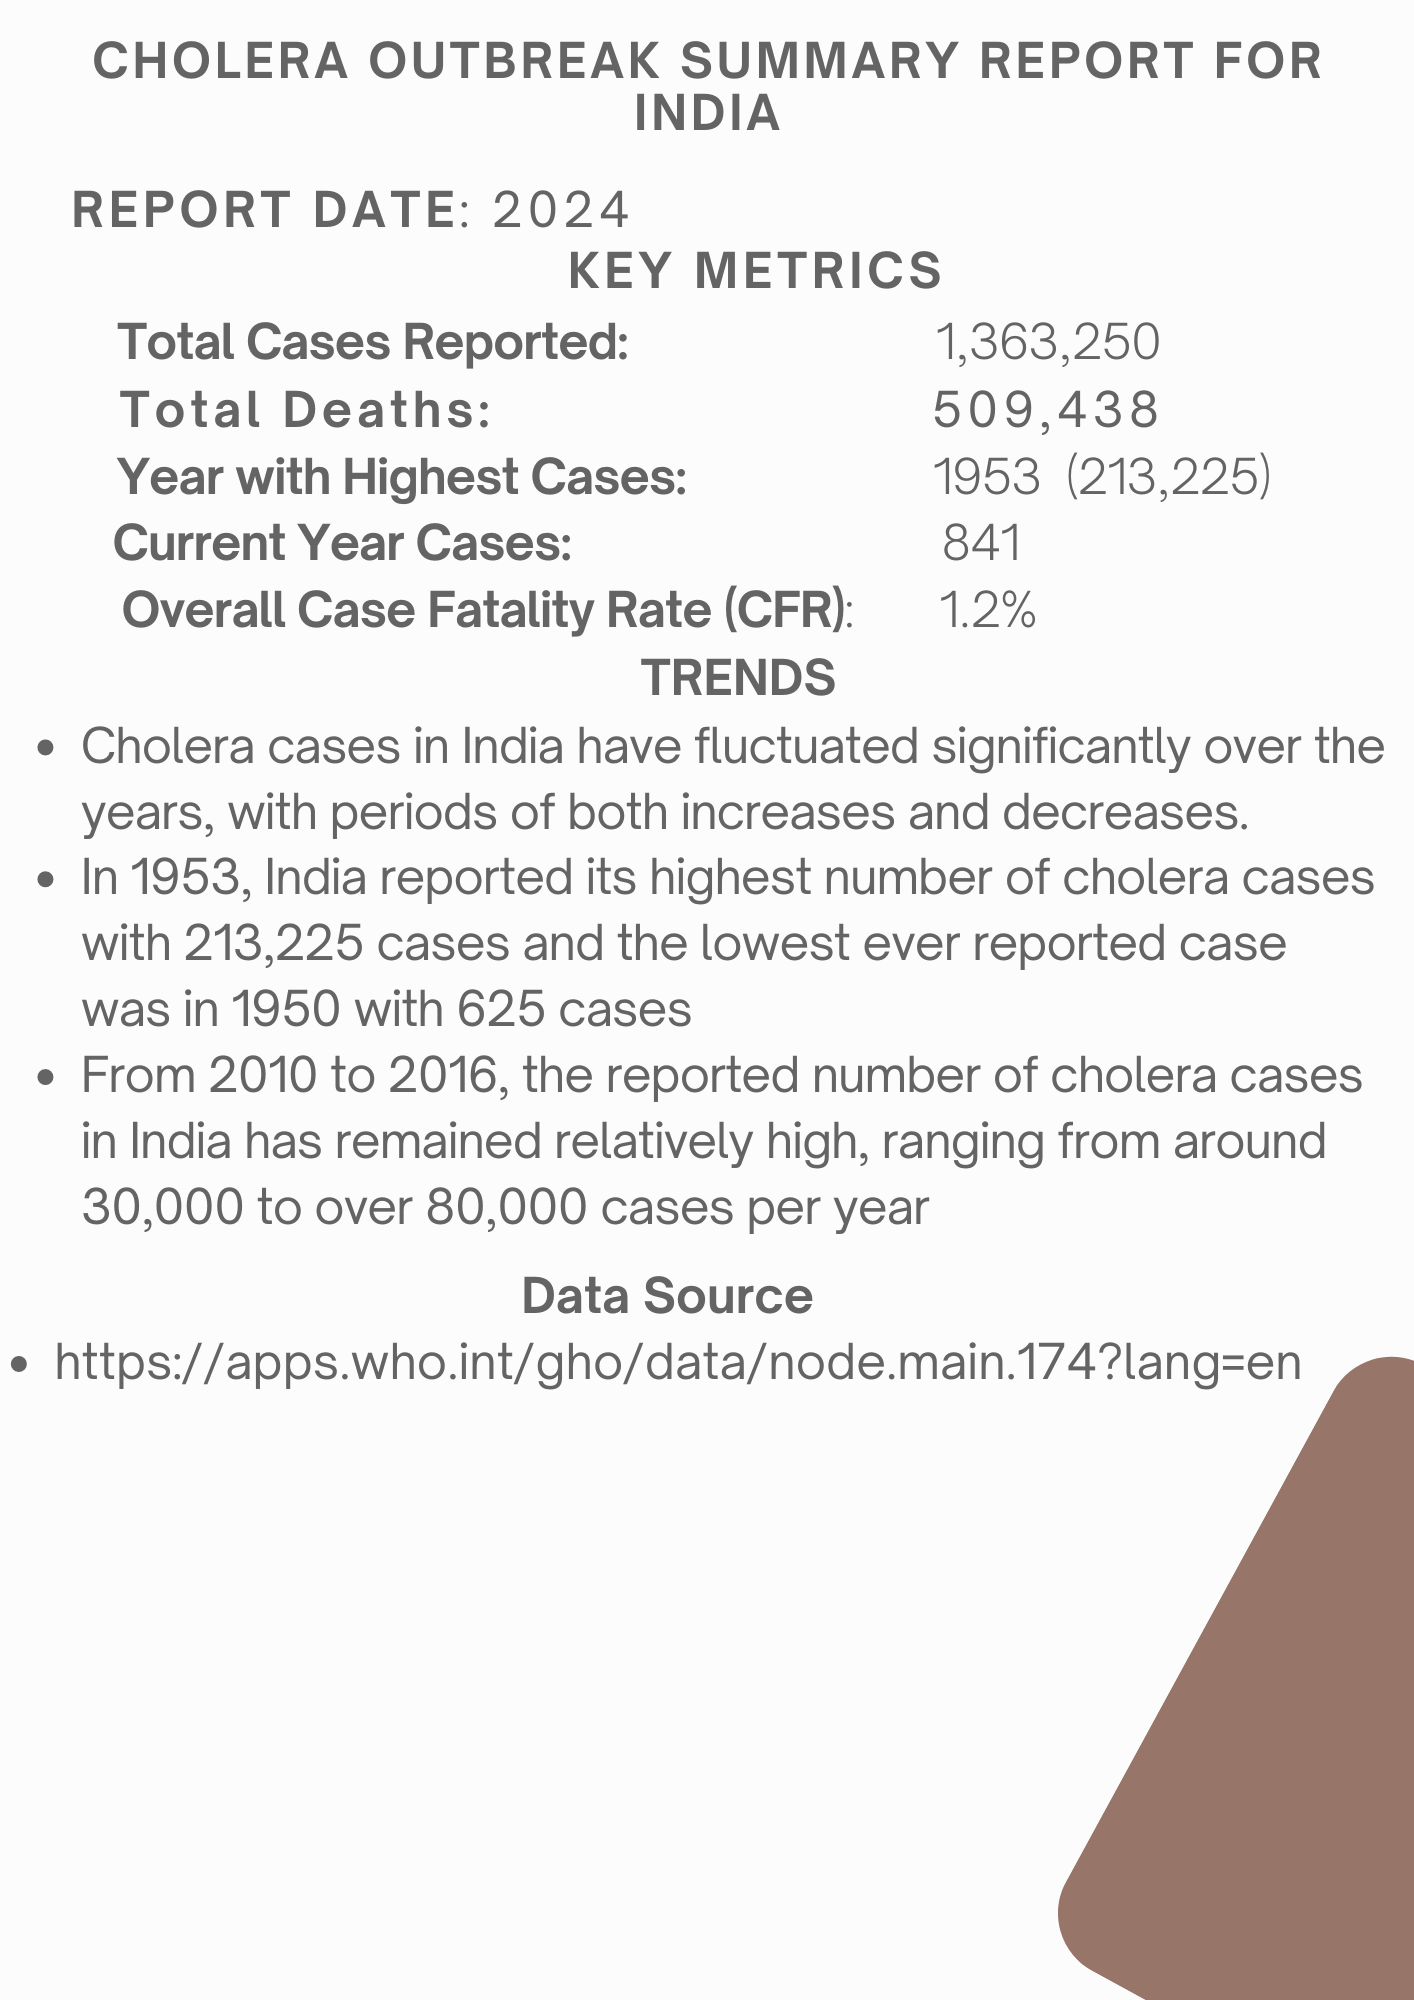 CHOLERA OUTBREAK SUMMARY REPORT FOR
INDIA
REPORT DATE: 2024
KEY METRICS
Total Cases Reported: 1,363,250
Total Deaths: 509,438
Year with Highest Cases: 1953 (213,225)
Current Year Cases: 841
Overall Case Fatality Rate (CFR): 1.2%
TRENDS
• Cholera cases in India have fluctuated significantly over the
years, with periods of both increases and decreases.
• In 1953, India reported its highest number of cholera cases
with 213,225 cases and the lowest ever reported case
was in 1950 with 625 cases
• From 2010 to 2016, the reported number of cholera cases
in India has remained relatively high, ranging from around
30,000 to over 80,000 cases per year
Data Source
• https://apps.who.int/gho/data/node.main.174?lang=en